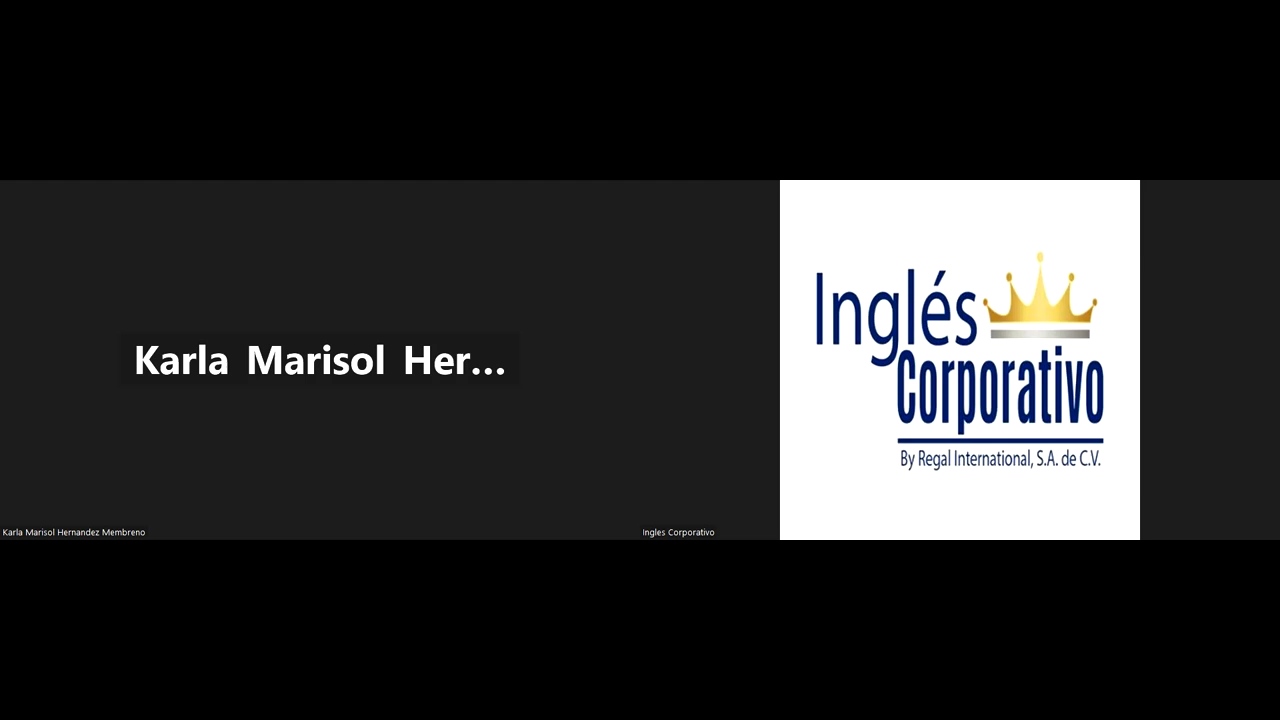 Karla Marisol Her...
Karla Marisol Hernandez Membreno
Inglés
Corporativo
By Regal International, S.A. de C.V.
Ingles Corporativo